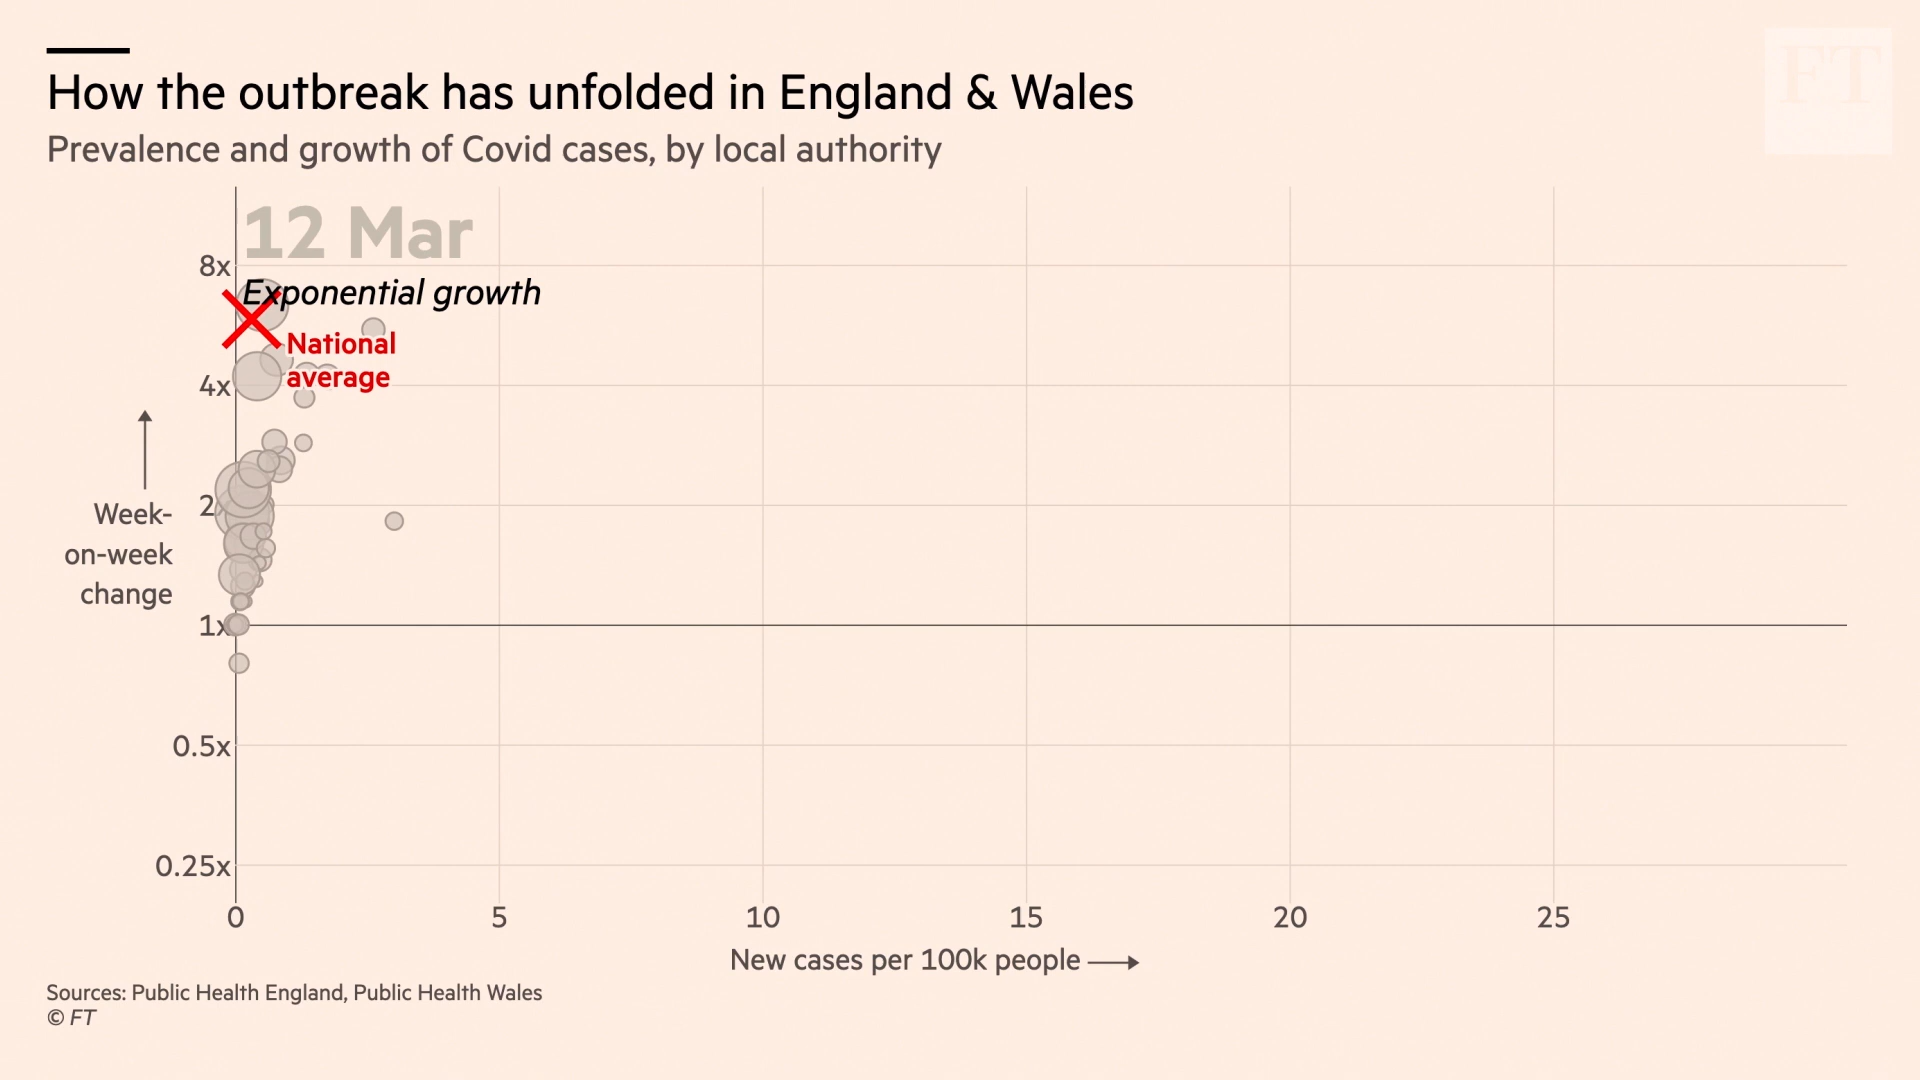 How the outbreak has unfolded in England & Wales
Prevalence and growth of Covid cases, by local authority
FT
12 Mar
8x
Exponential growth
National
average
4x
2
Week-
on-week
change
1x
0.5x
0.25x
0 5 10 15 20 25
New cases per 100k people
Sources: Public Health England, Public Health Wales
© FT